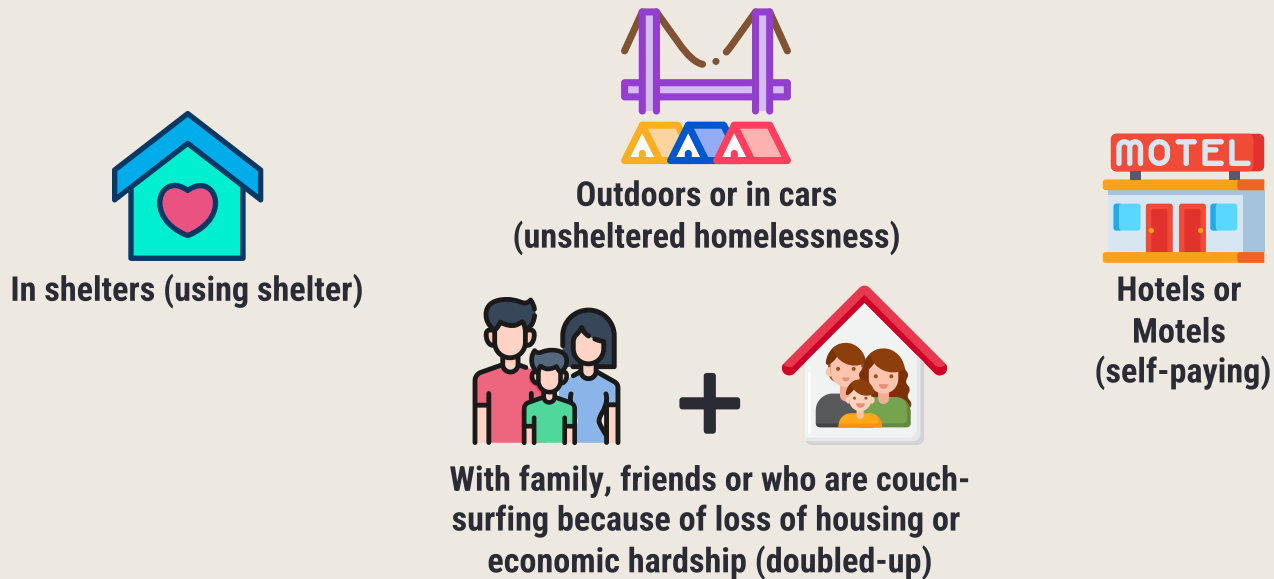 In shelters (using shelter)
Outdoors or in cars
(unsheltered homelessness)
MOTEL
Hotels or
Motels
(self-paying)
With family, friends or who are couch-
surfing because of loss of housing or
economic hardship (doubled-up)